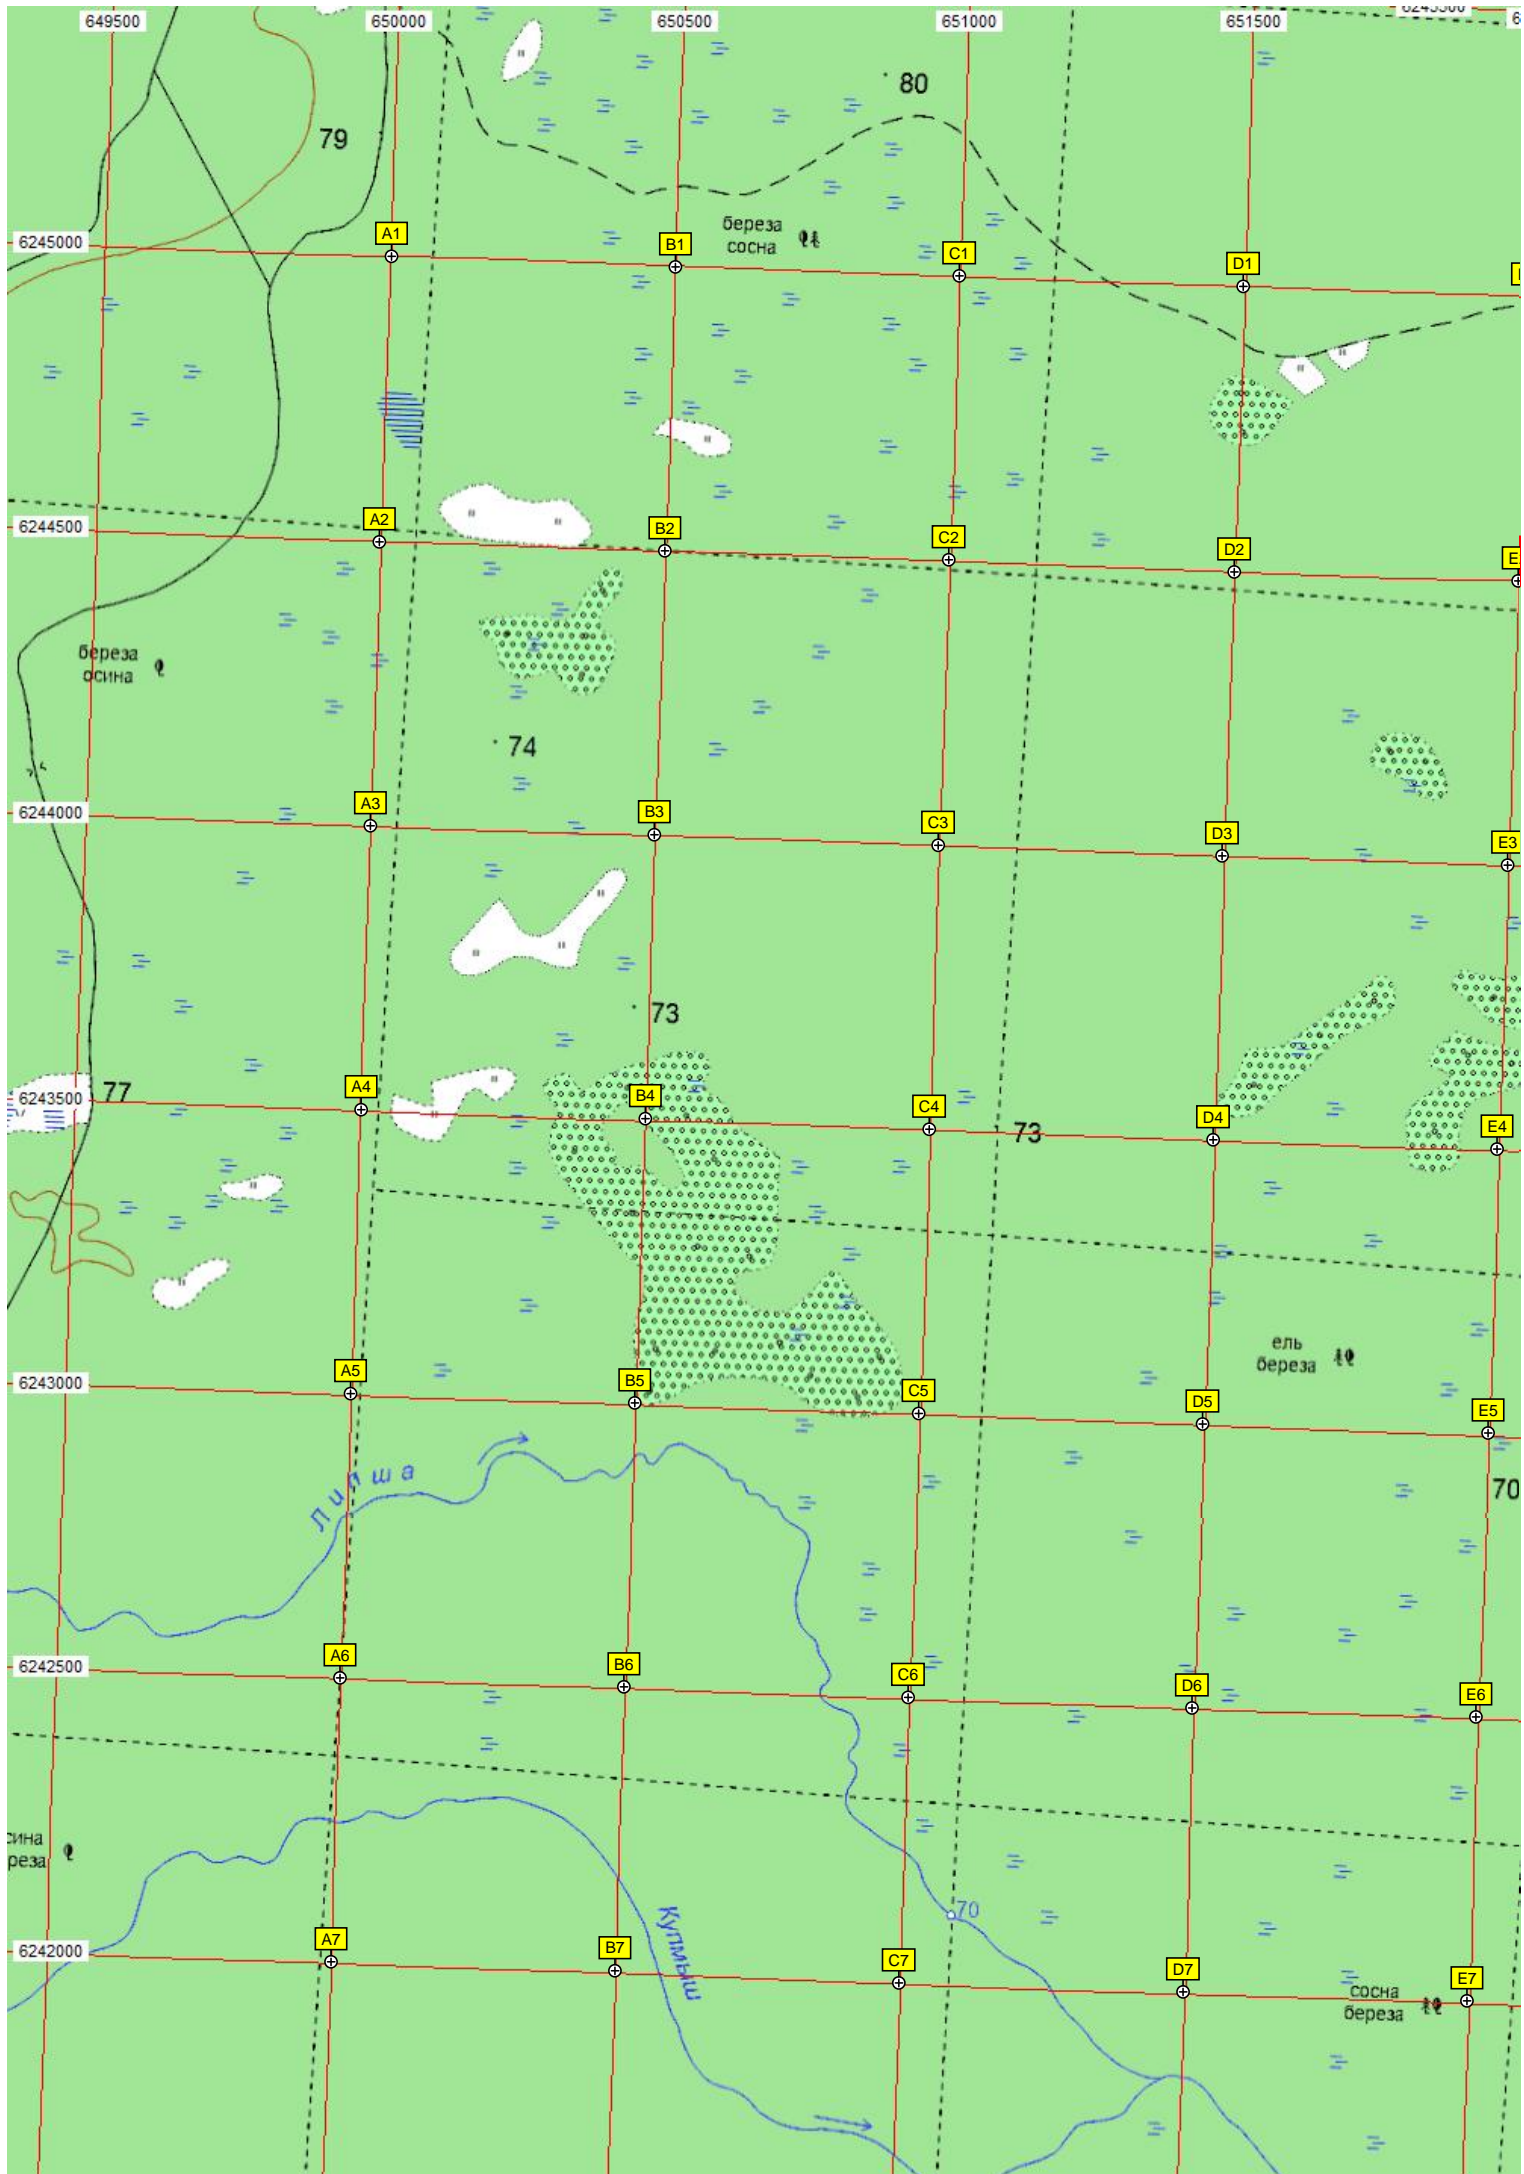 649500 650000 650500 651000 651500
80
79
береза
сосна
6245000
A1 B1 C1 D1
6244500
A2 B2 C2 D2
береза
осина
74
6244000
A3 B3 C3 D3 E3
73
77
6243500
A4 B4 C4 73 D4 E4
ель
береза
6243000
A5 B5 C5 D5 E5
Лапша
70
6242500
A6 B6 C6 D6 E6
70
Купмыш
6242000
A7 B7 C7 D7 E7
сосна
береза